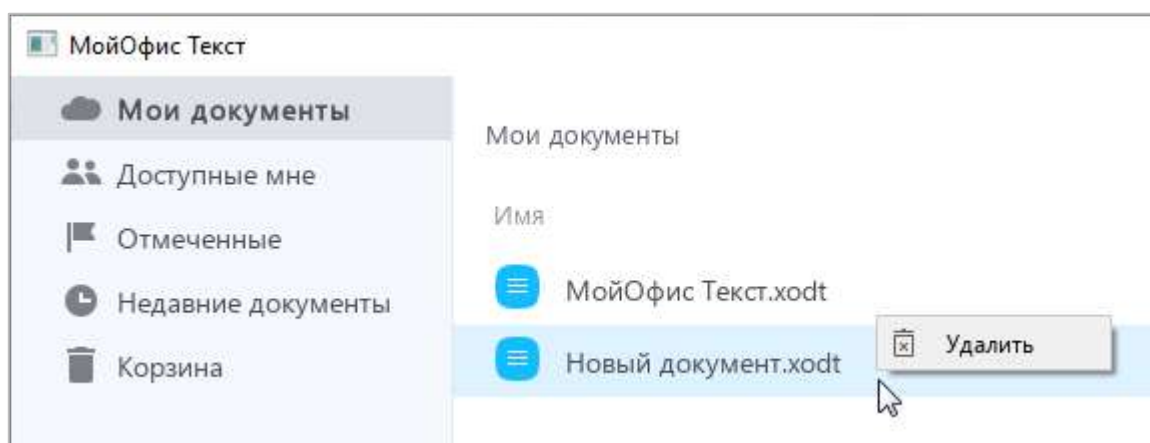 МойОфис Текст
Мои документы
Доступные мне
Отмеченные
Недавние документы
Корзина
Мои документы
Имя
МойОфис Текст.xodt
Новый документ.xodt
Удалить